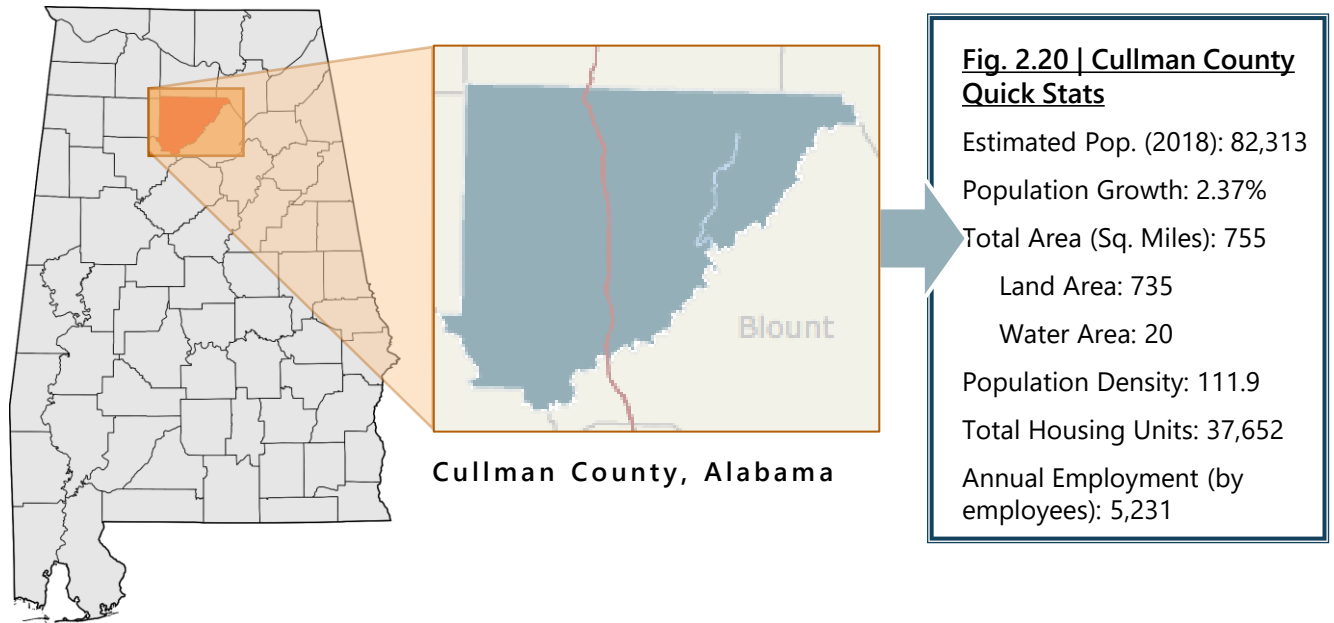 Blount
Cullman County, Alabama
Fig. 2.20 | Cullman County
Quick Stats
Estimated Pop. (2018): 82,313
Population Growth: 2.37%
Total Area (Sq. Miles): 755
Land Area: 735
Water Area: 20
Population Density: 111.9
Total Housing Units: 37,652
Annual Employment (by
employees): 5,231